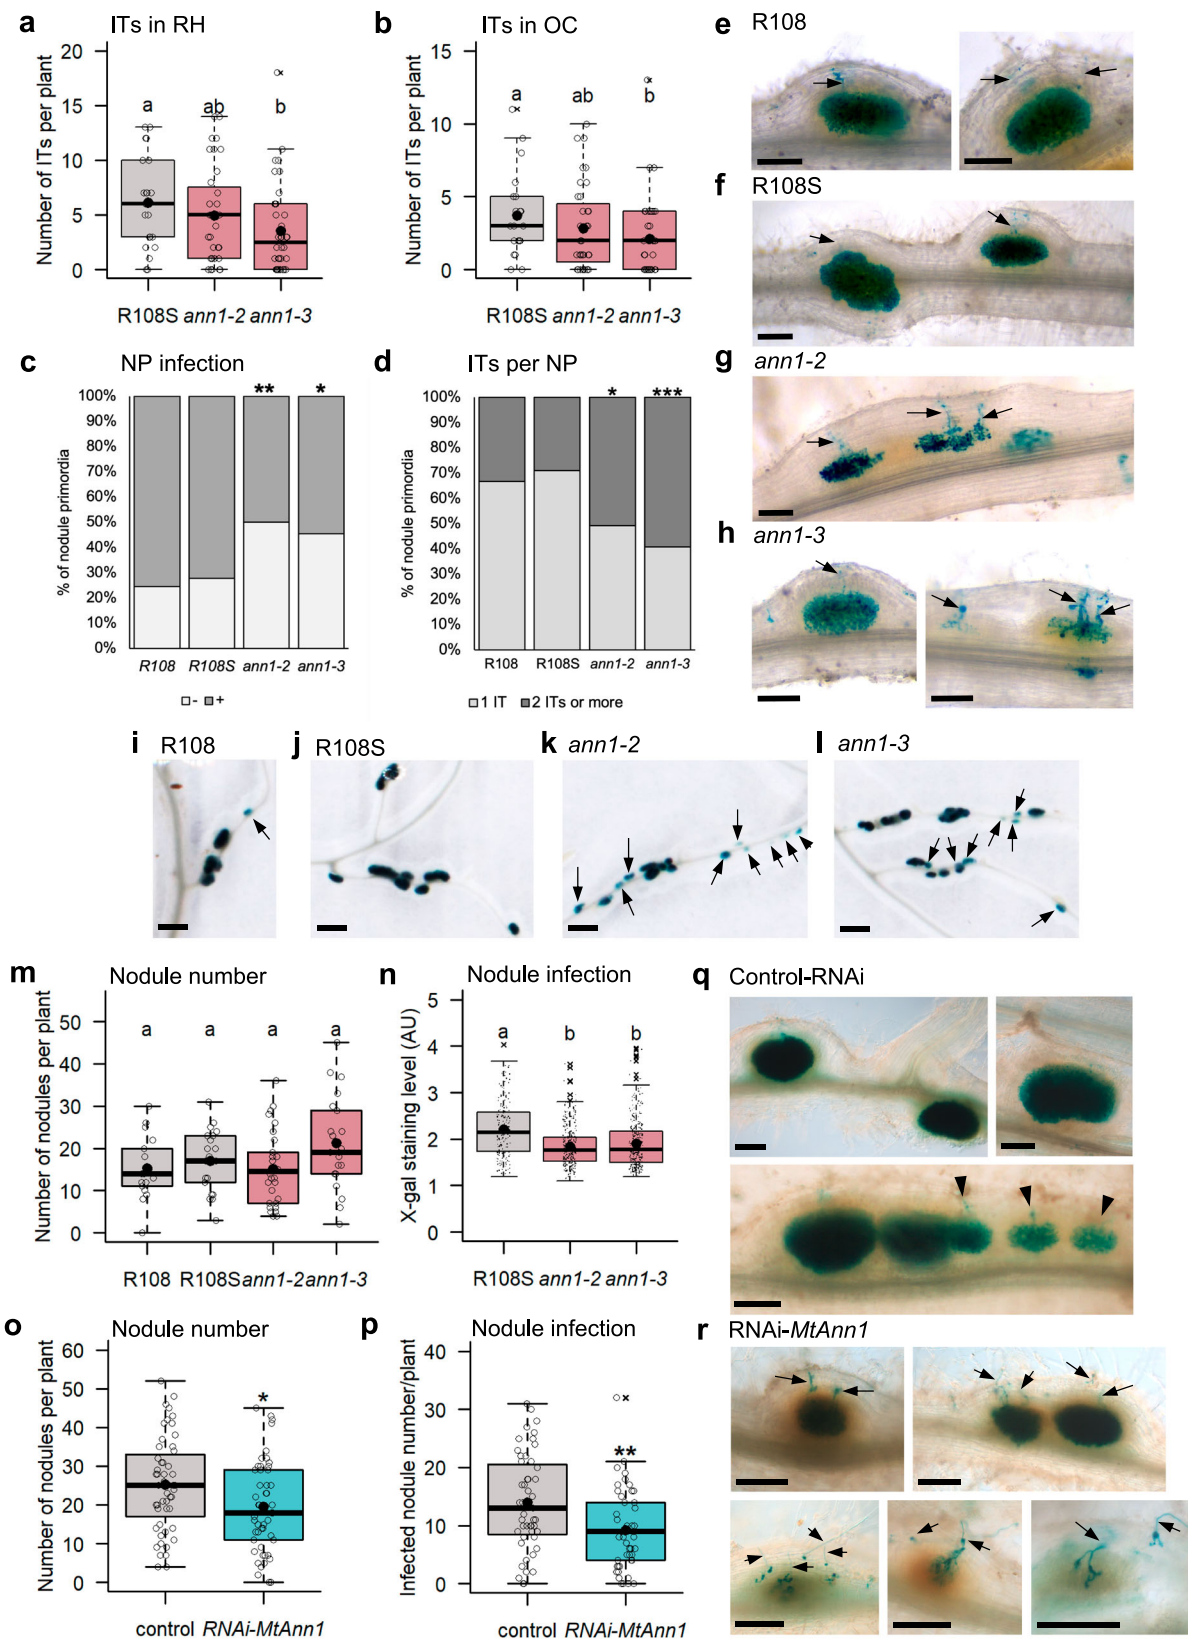 a ITs in RH
Number of ITs per plant
20
15
10
5
0
a ab b
R108S ann1-2 ann1-3
b ITs in OC
Number of ITs per plant
15
10
5
0
a ab b
R108S ann1-2 ann1-3
c NP infection
% of nodule primordia
100%
90%
80%
70%
60%
50%
40%
30%
20%
10%
0%
** *
R108 R108S ann1-2 ann1-3
- +
d ITs per NP
% of nodule primordia
100%
90%
80%
70%
60%
50%
40%
30%
20%
10%
0%
* ***
R108 R108S ann1-2 ann1-3
1 IT 2 ITs or more
e R108
f R108S
g ann1-2
h ann1-3
i R108
j R108S
k ann1-2
l ann1-3
m Nodule number
Number of nodules per plant
50
40
30
20
10
0
a a a a
R108 R108S ann1-2 ann1-3
n Nodule infection
X-gal staining level (AU)
5
4
3
2
1
0
a b b
R108S ann1-2 ann1-3
o Nodule number
Number of nodules per plant
60
50
40
30
20
10
0
*
control RNAi-MtAnn1
p Nodule infection
Infected nodule number/plant
40
30
20
10
0
**
control RNAi-MtAnn1
q Control-RNAi
r RNAi-MtAnn1